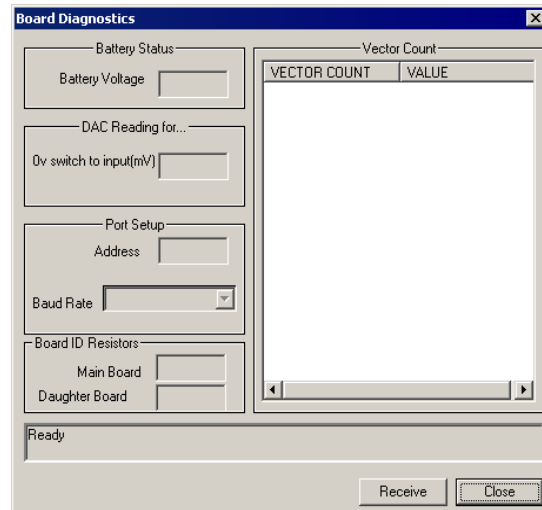 Board Diagnostics
Battery Status
Battery Voltage
DAC Reading for...
0v switch to input(mV)
Port Setup
Address
Baud Rate
Board ID Resistors
Main Board
Daughter Board
Vector Count
VECTOR COUNT VALUE
Ready
Receive Close